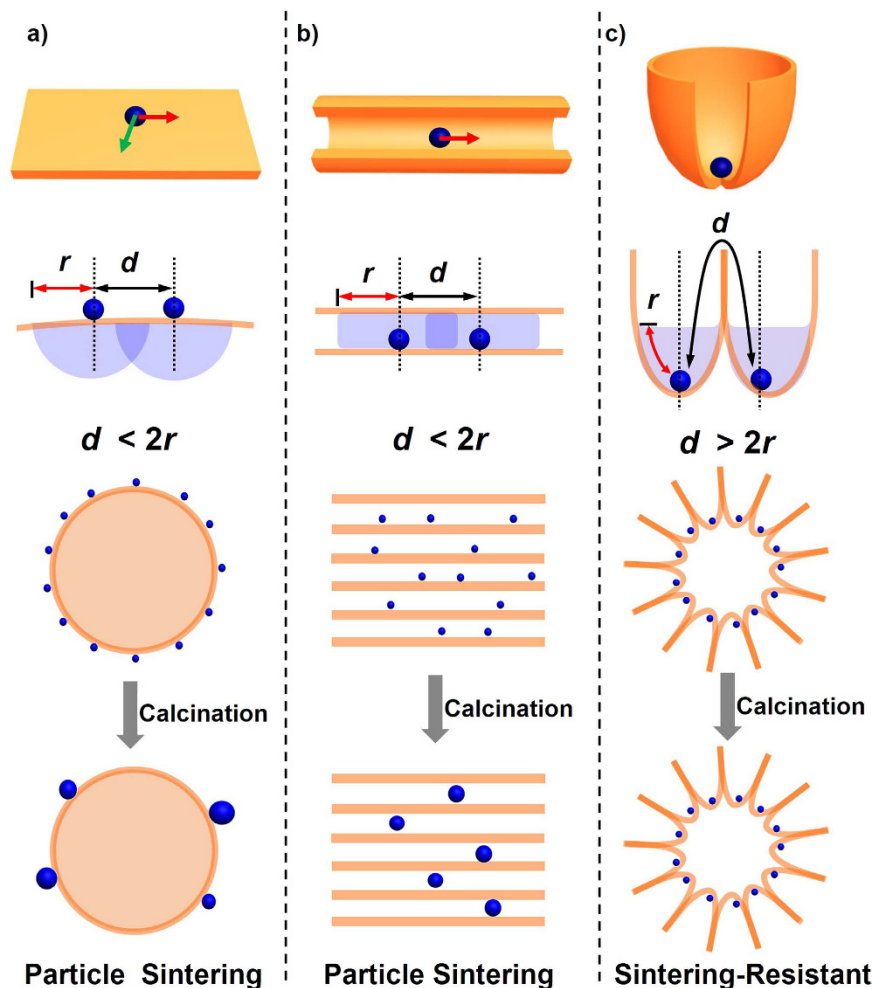 a)
b)
c)
d
r d
r d
r
d < 2r
d < 2r
d > 2r
Calcination
Calcination
Calcination
Particle Sintering
Particle Sintering
Sintering-Resistant